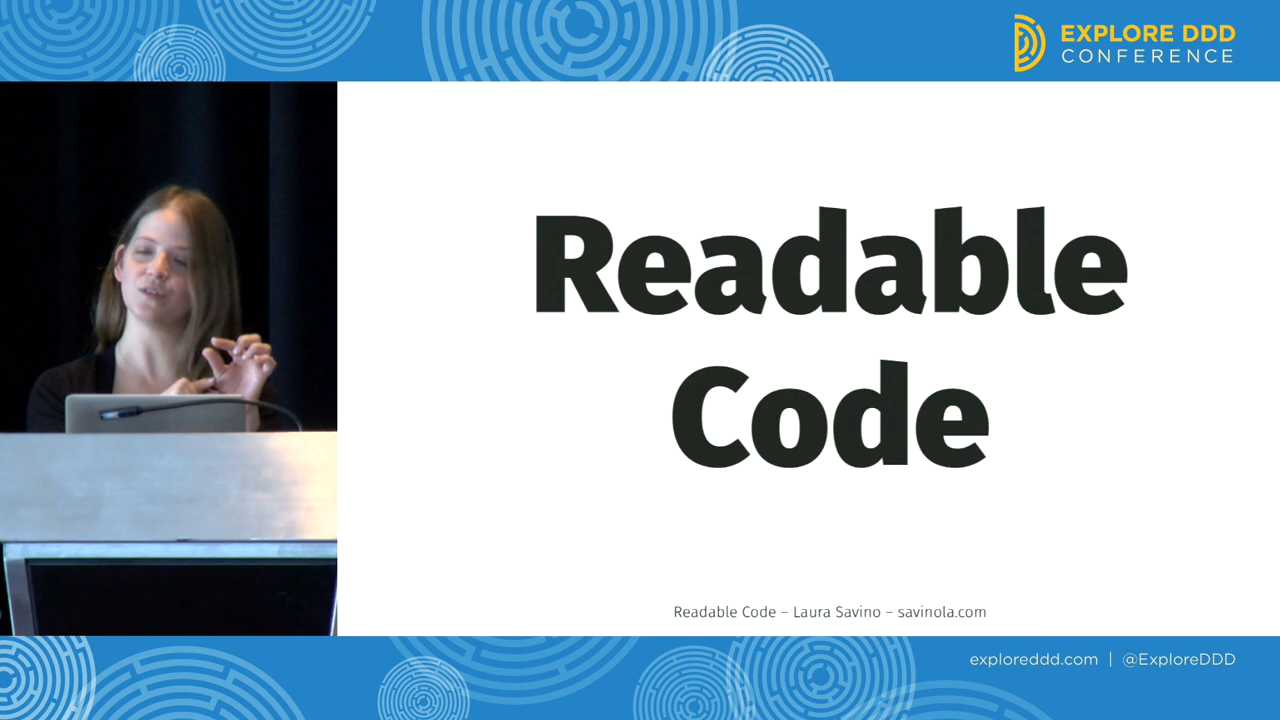 EXPLORE DDD
CONFERENCE
Readable
Code
Readable Code – Laura Savino – savinola.com
exploreddd.com | @ExploreDDD